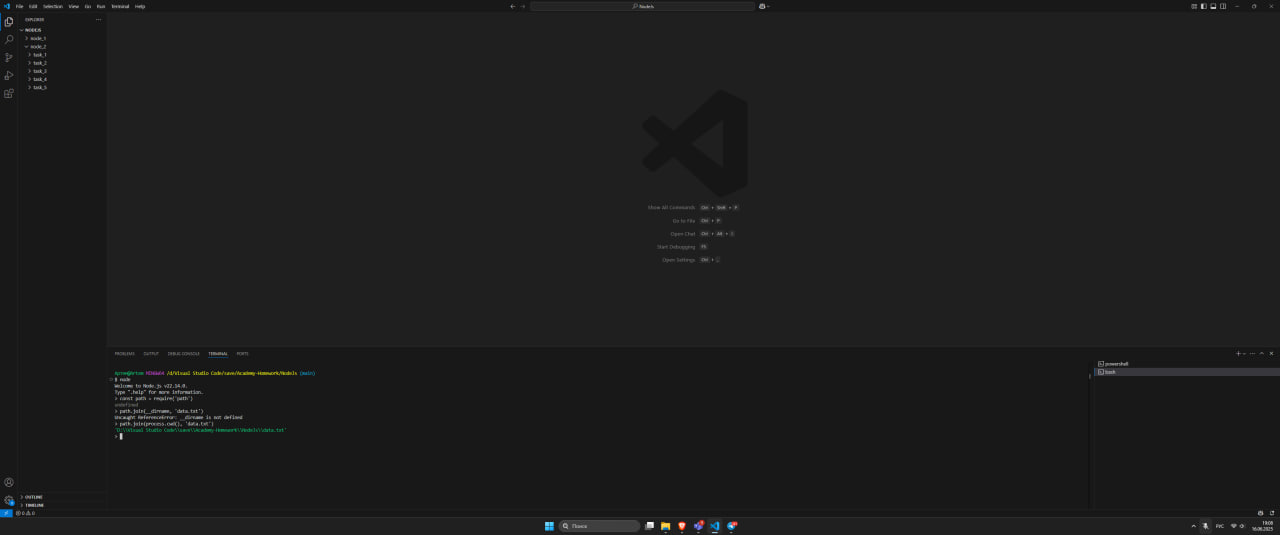 File Edit Selection View Go Run Terminal Help
NodeJs
EXPLORER
NODEJS
node_1
node_2
task_1
task_2
task_3
task_4
task_5
Show All Commands Ctrl + Shift + P
Go to File Ctrl + P
Open Chat Ctrl + Alt + I
Start Debugging F5
Open Settings Ctrl + ,
PROBLEMS OUTPUT DEBUG CONSOLE TERMINAL PORTS
MINGW64 /d/Visual Studio Code/save/Academy-Homework/NodeJs (main)
$ node
Welcome to Node.js v22.14.0.
Type ".help" for more information.
> const path = require('path')
undefined
> path.join(__dirname, 'data.txt')
Uncaught ReferenceError: __dirname is not defined
> path.join(process.cwd(), 'data.txt')
'D:\\Visual Studio Code\\save\\Academy-Homework\\NodeJs\\data.txt'
>
powershell
bash
OUTLINE
TIMELINE
0 0
Поиск
РУС
19:08
16.06.2025